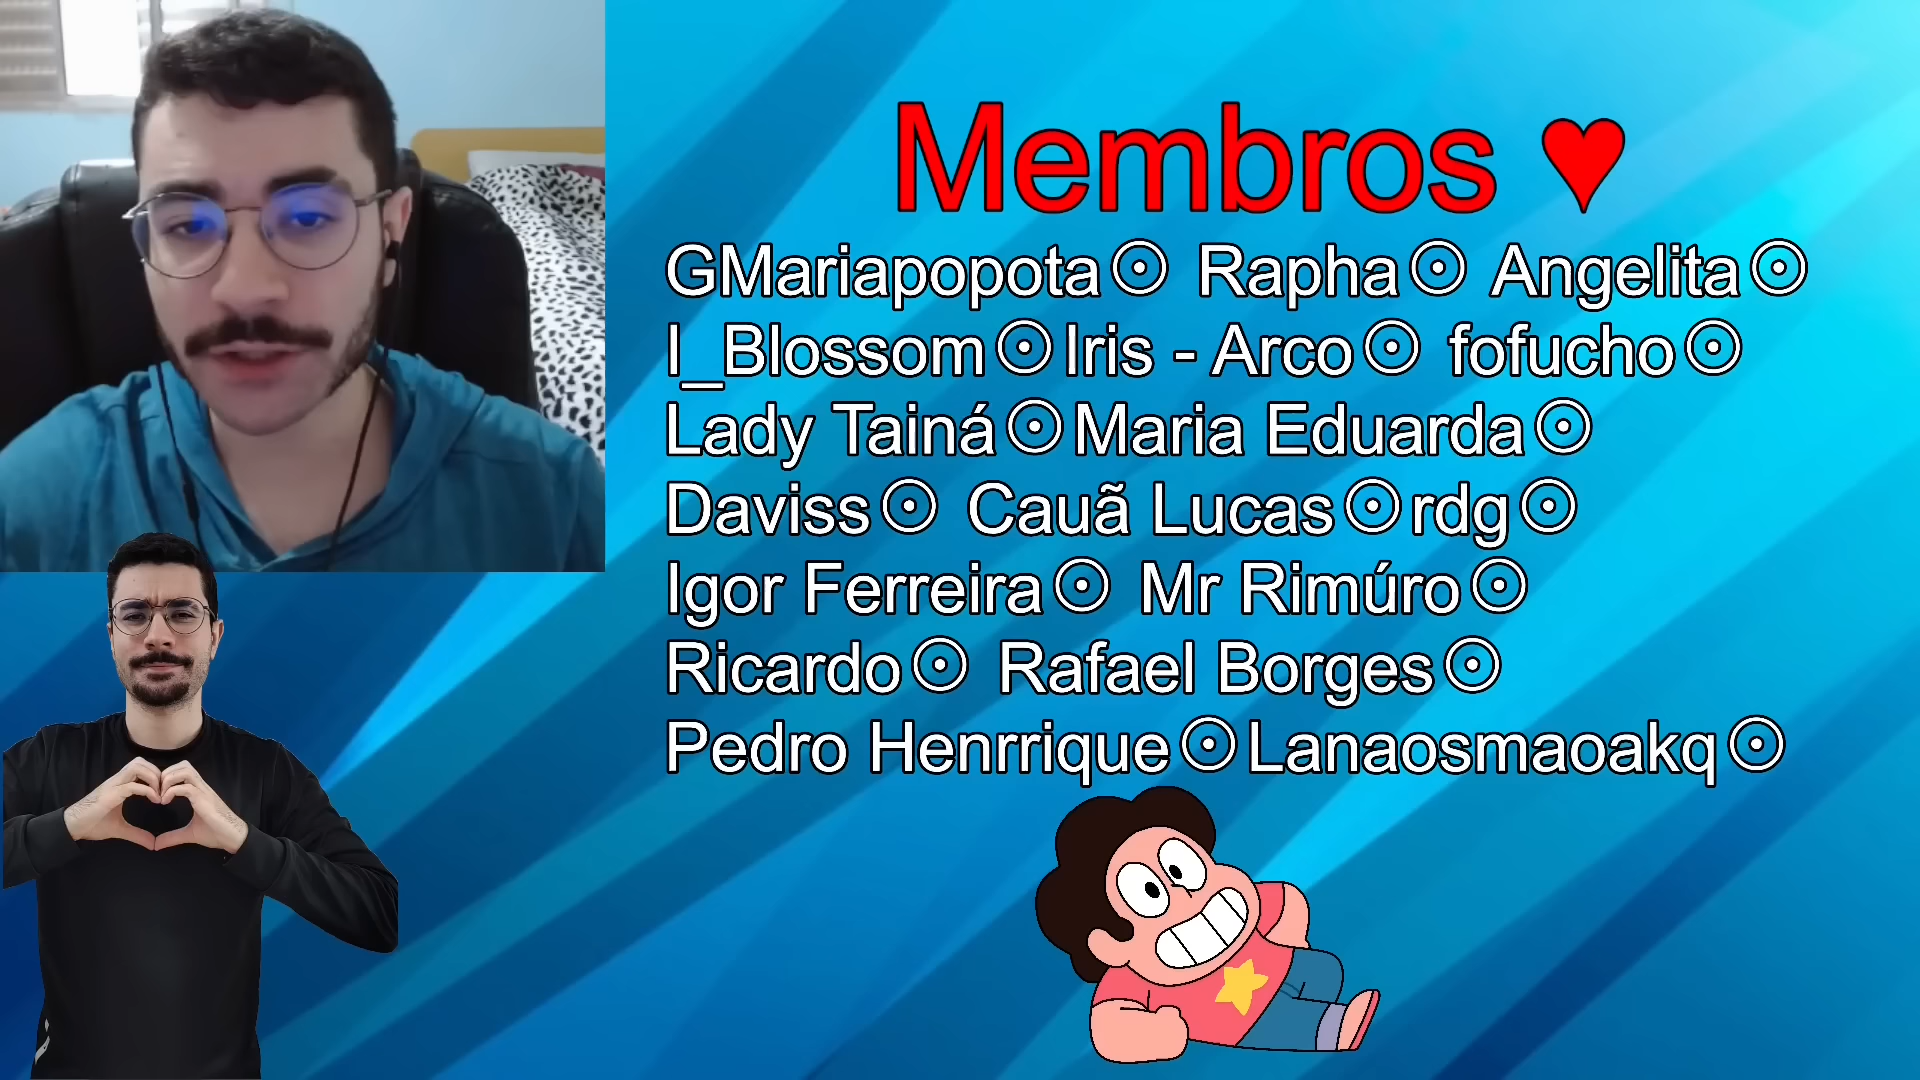 Membros ♥
GMariapopota☉ Rapha☉ Angelita☉
I_Blossom☉Iris - Arco☉ fofucho☉
Lady Tainá☉Maria Eduarda☉
Daviss☉ Cauã Lucas☉rdg☉
Igor Ferreira☉ Mr Rimúro☉
Ricardo☉ Rafael Borges☉
Pedro Henrrique☉Lanaosmaoakq☉